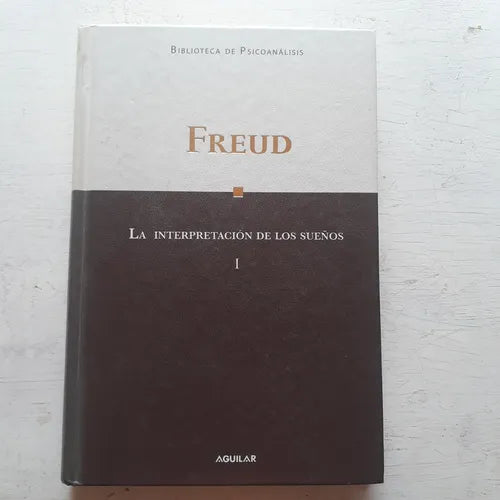 Biblioteca de Psicoanálisis
Freud
La interpretación de los sueños
I
AGUILAR